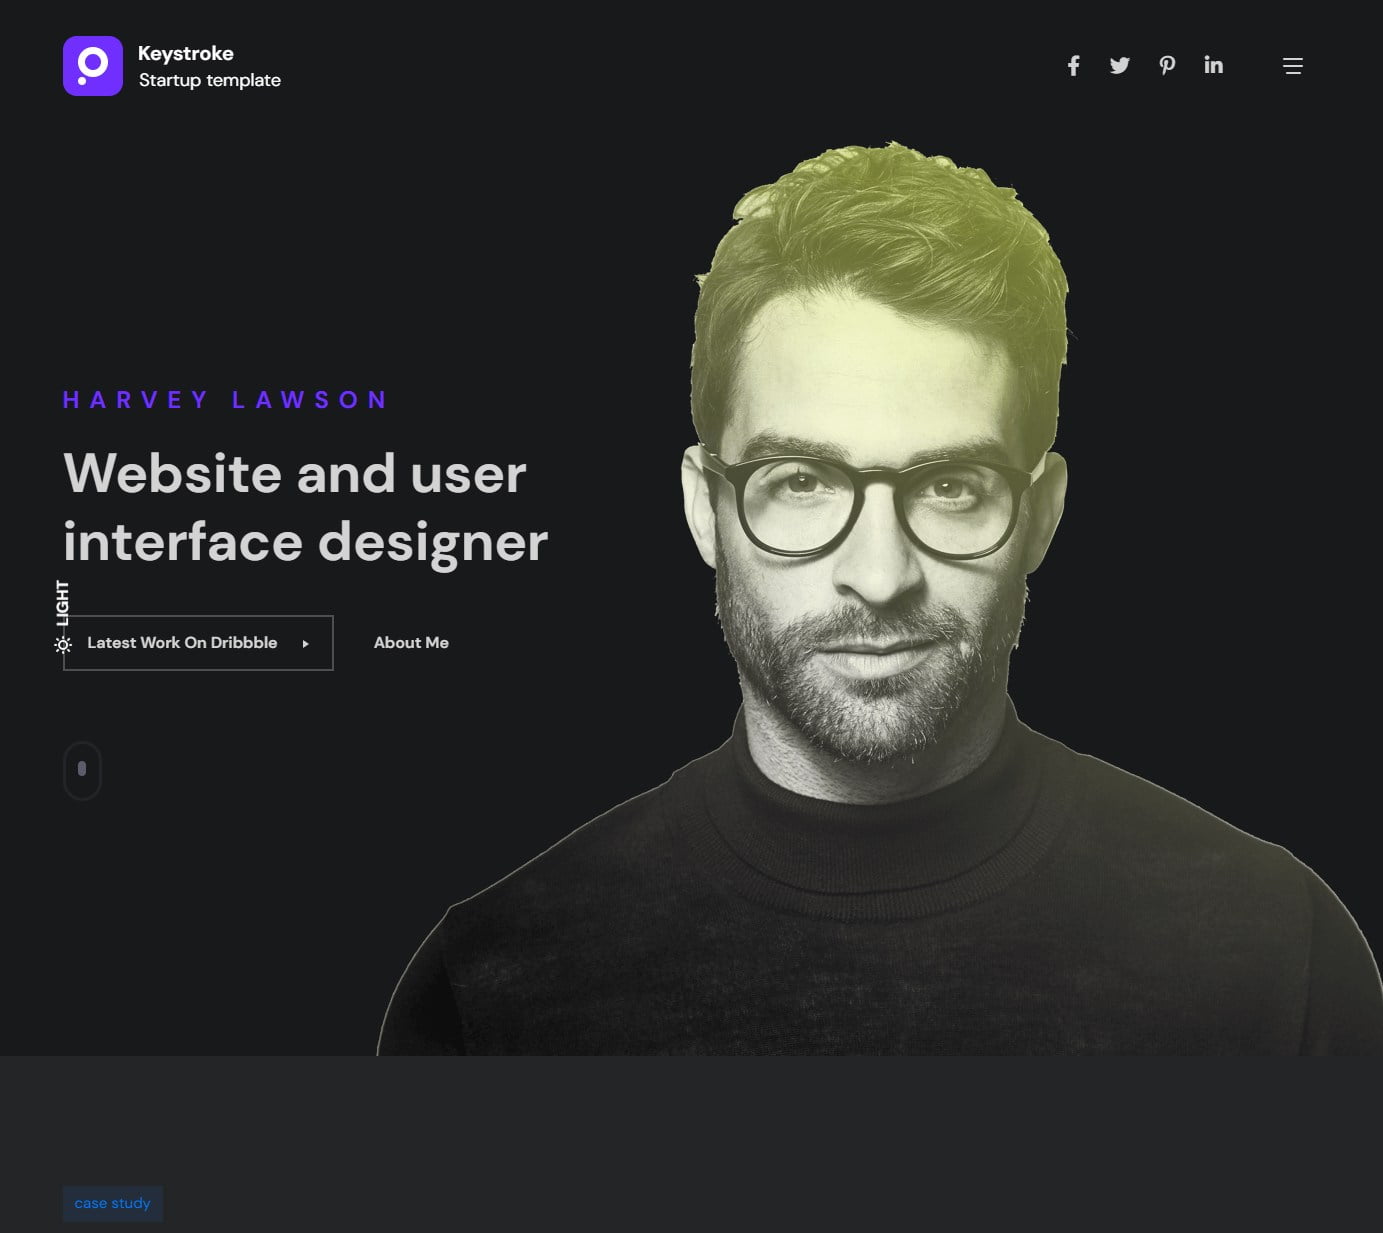 Keystroke
Startup template
HARVEY LAWSON
Website and user
interface designer
LIGHT
Latest Work On Dribbble
About Me
case study